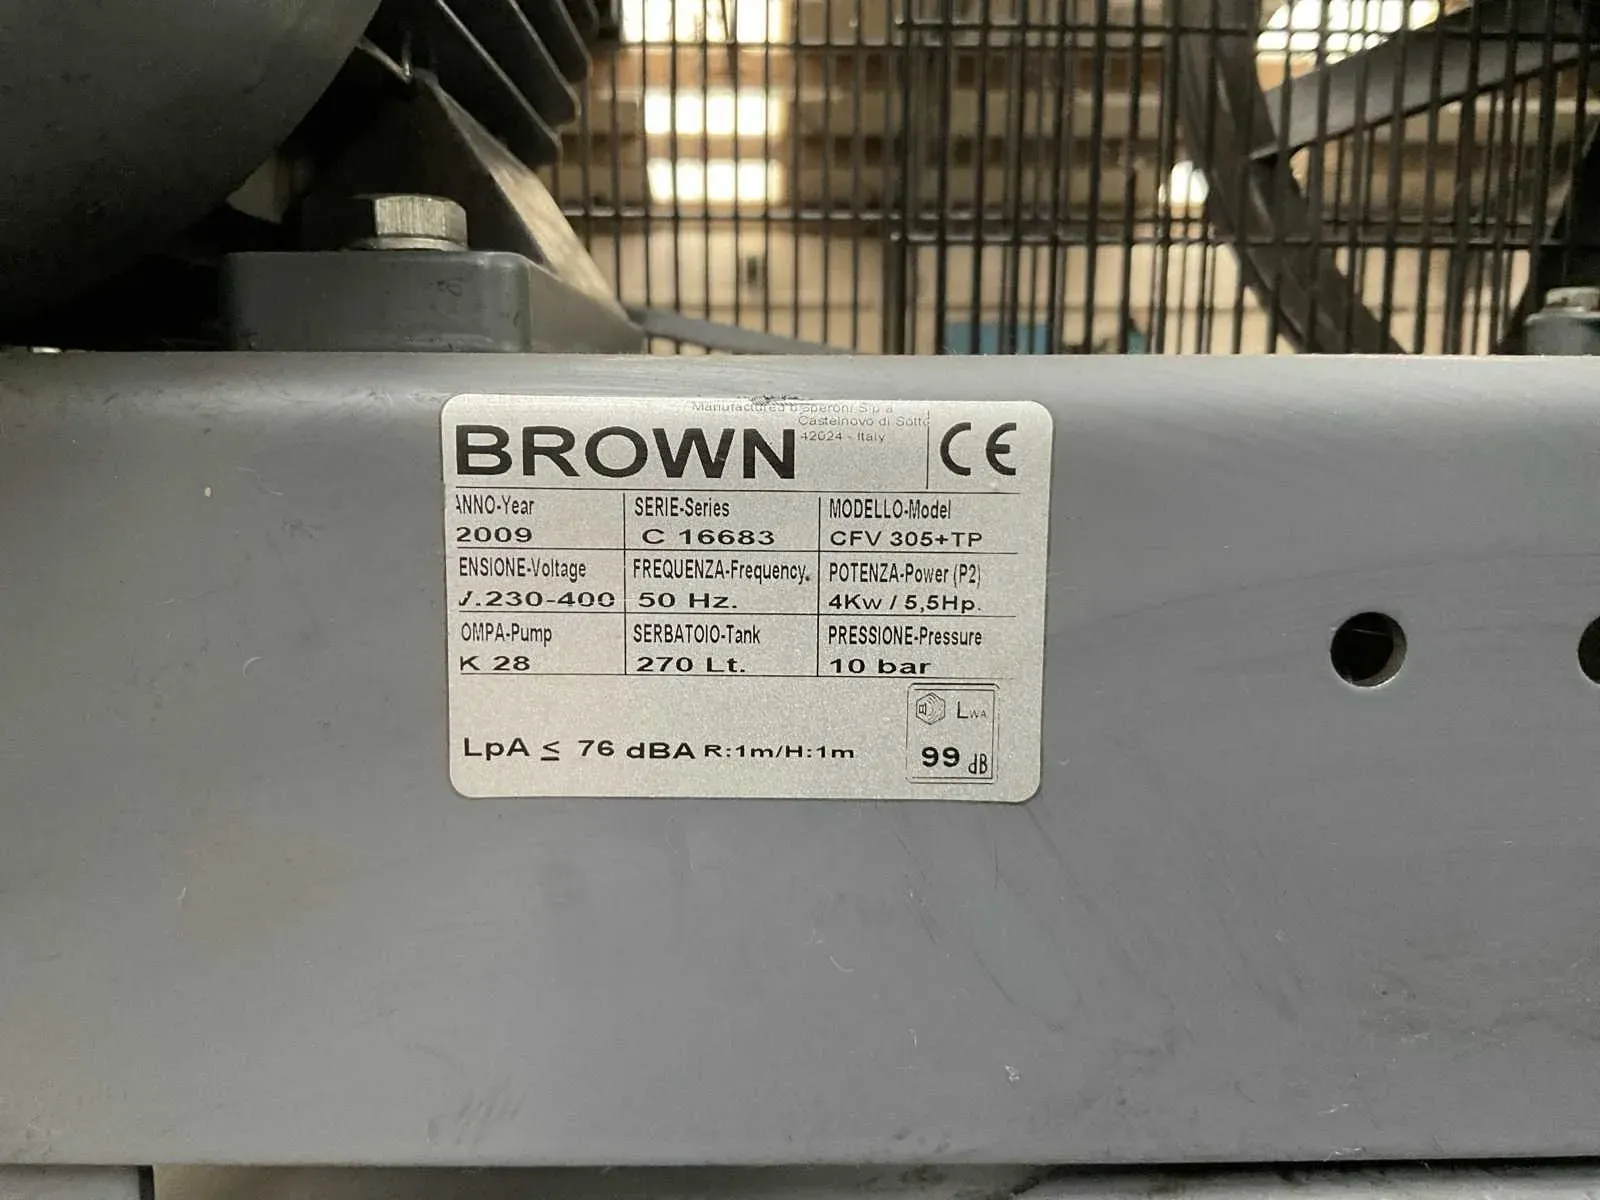 Manufactured by speroni S.p.a
Castelnovo di Sotto
42024 - Italy
BROWN
CE
ANNO-Year
SERIE-Series
MODELLO-Model
2009
C 16683
CFV 305+TP
ENSIONE-Voltage
FREQUENZA-Frequency.
POTENZA-Power (P2)
V.230-400
50 Hz.
4Kw / 5,5Hp.
OMPA-Pump
SERBATOIO-Tank
PRESSIONE-Pressure
K 28
270 Lt.
10 bar
LWA
LpA ≤ 76 dBA R:1m/H:1m
99 dB